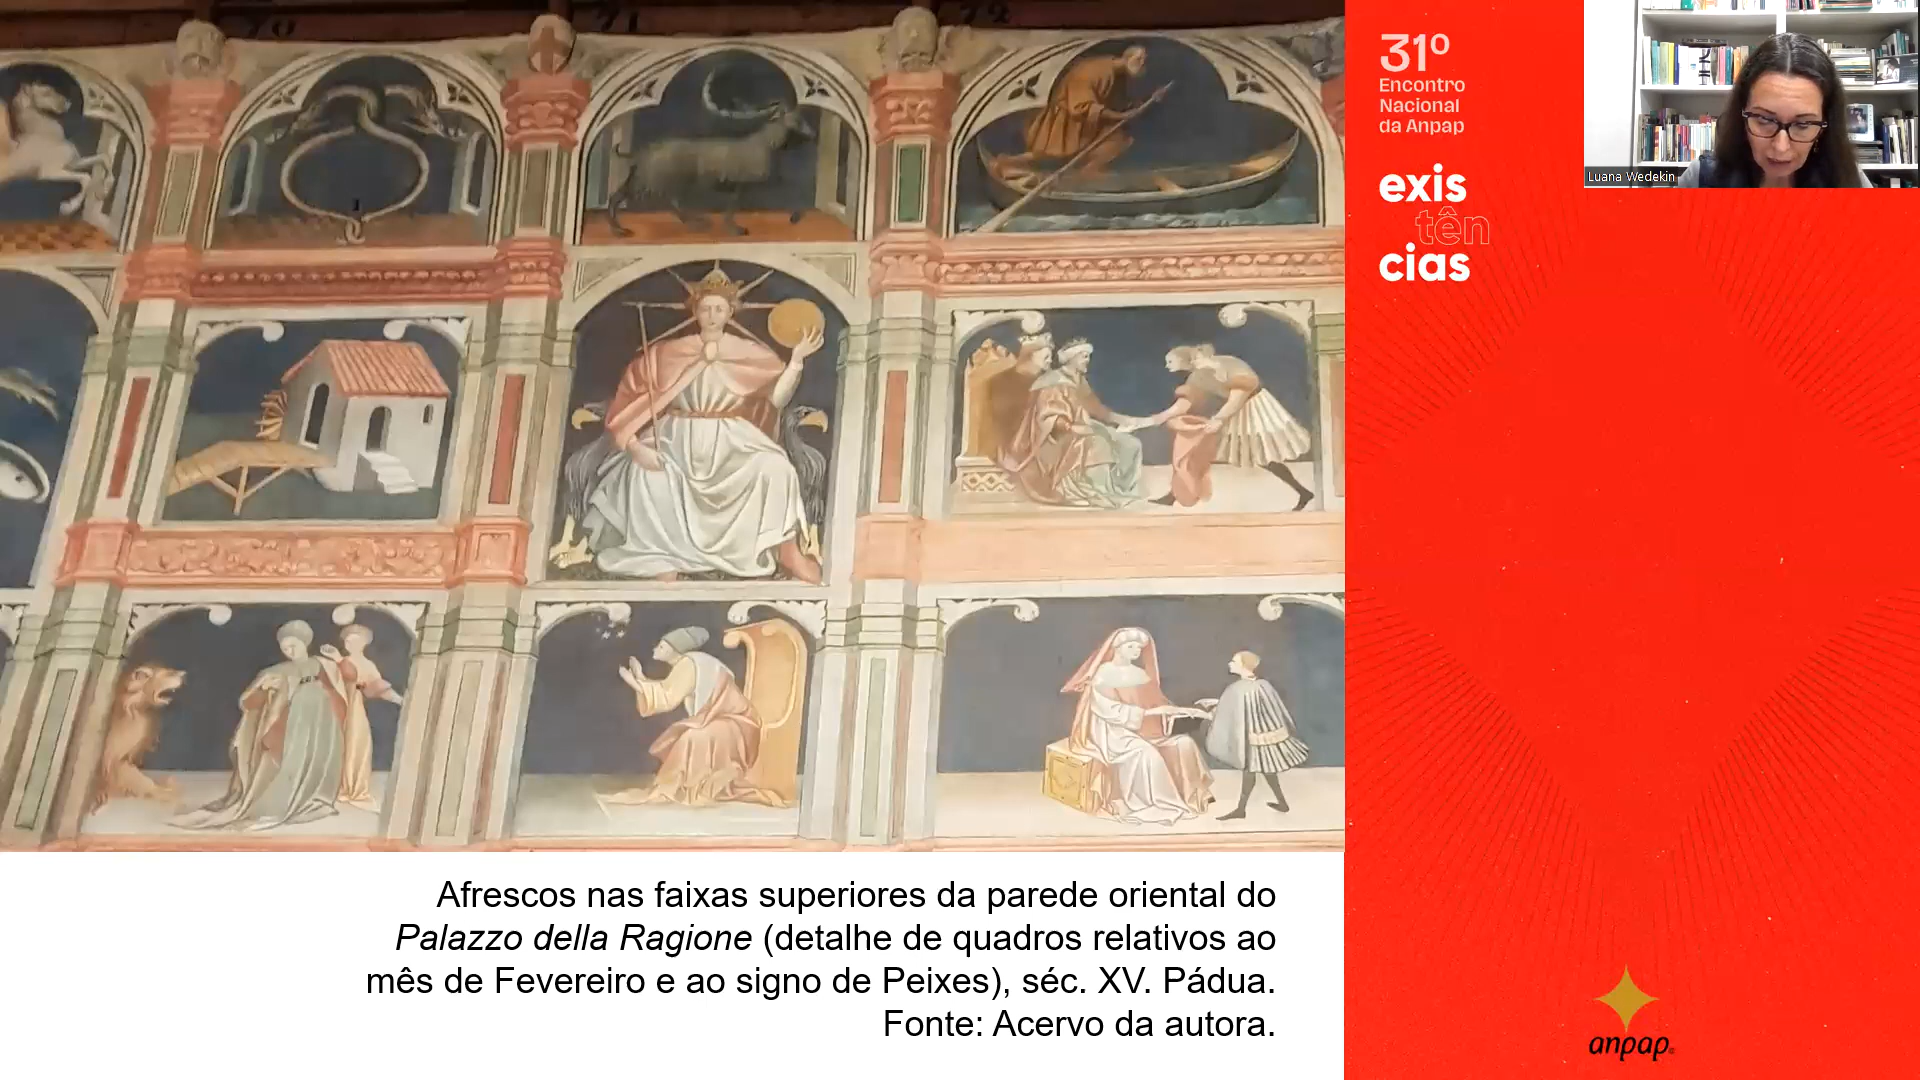 31º
Encontro
Nacional
da Anpap
exis
tên
cias
Luana Wedekin
Afrescos nas faixas superiores da parede oriental do
Palazzo della Ragione (detalhe de quadros relativos ao
mês de Fevereiro e ao signo de Peixes), séc. XV. Pádua.
Fonte: Acervo da autora.
anpap